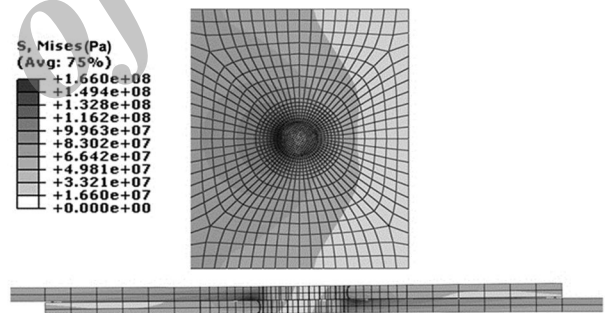 S, Mises(Pa)
(Avg: 75%)
+1.660e+08
+1.494e+08
+1.328e+08
+1.162e+08
+9.963e+07
+8.302e+07
+6.642e+07
+4.981e+07
+3.321e+07
+1.660e+07
+0.000e+00